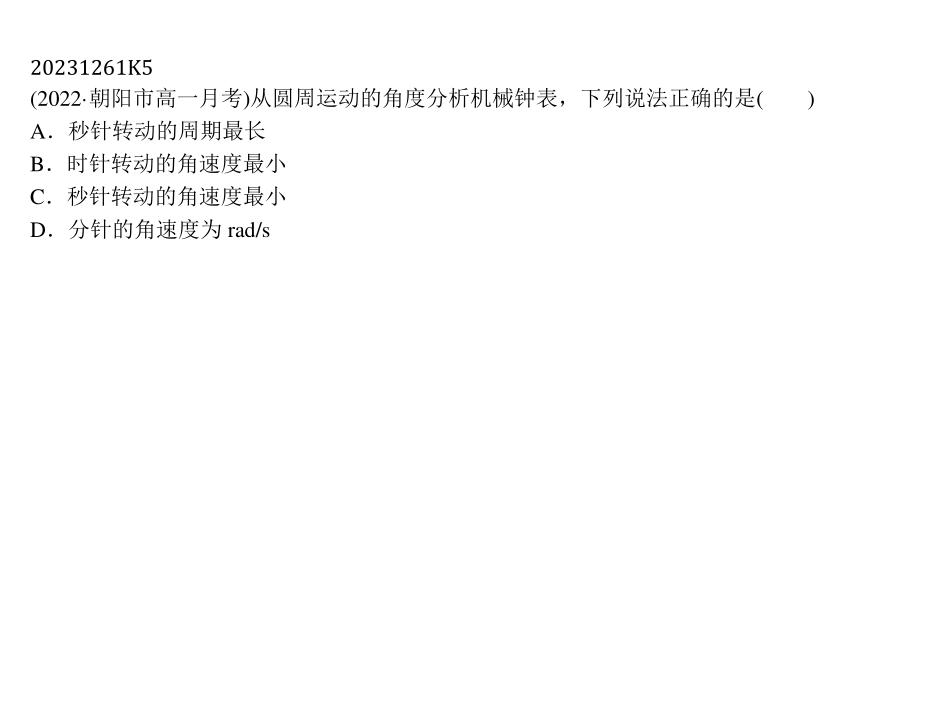 20231261K5
(2022·朝阳市高一月考)从圆周运动的角度分析机械钟表，下列说法正确的是(　　)
A．秒针转动的周期最长
B．时针转动的角速度最小
C．秒针转动的角速度最小
D．分针的角速度为 rad/s